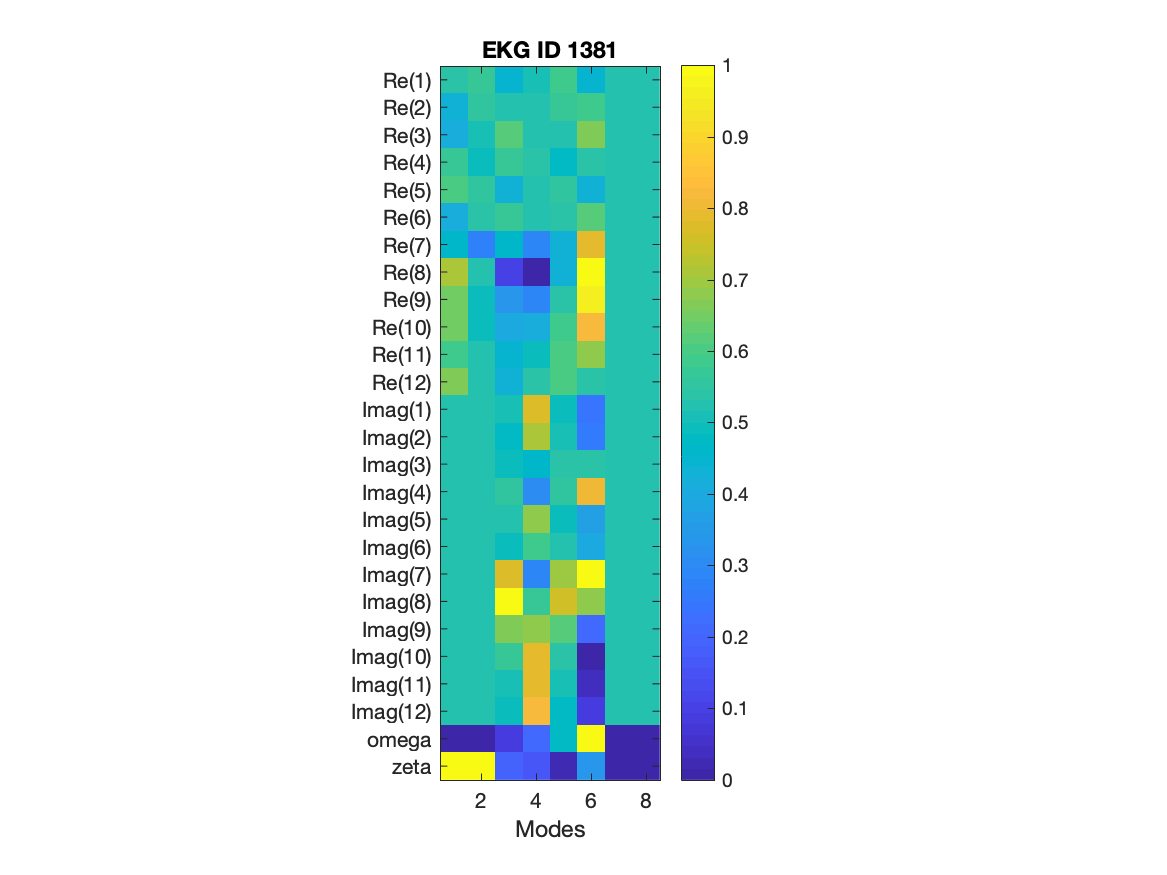 EKG ID 1381
Re(1)
Re(2)
Re(3)
Re(4)
Re(5)
Re(6)
Re(7)
Re(8)
Re(9)
Re(10)
Re(11)
Re(12)
Imag(1)
Imag(2)
Imag(3)
Imag(4)
Imag(5)
Imag(6)
Imag(7)
Imag(8)
Imag(9)
Imag(10)
Imag(11)
Imag(12)
omega
zeta
2 4 6 8
Modes
1
0.9
0.8
0.7
0.6
0.5
0.4
0.3
0.2
0.1
0